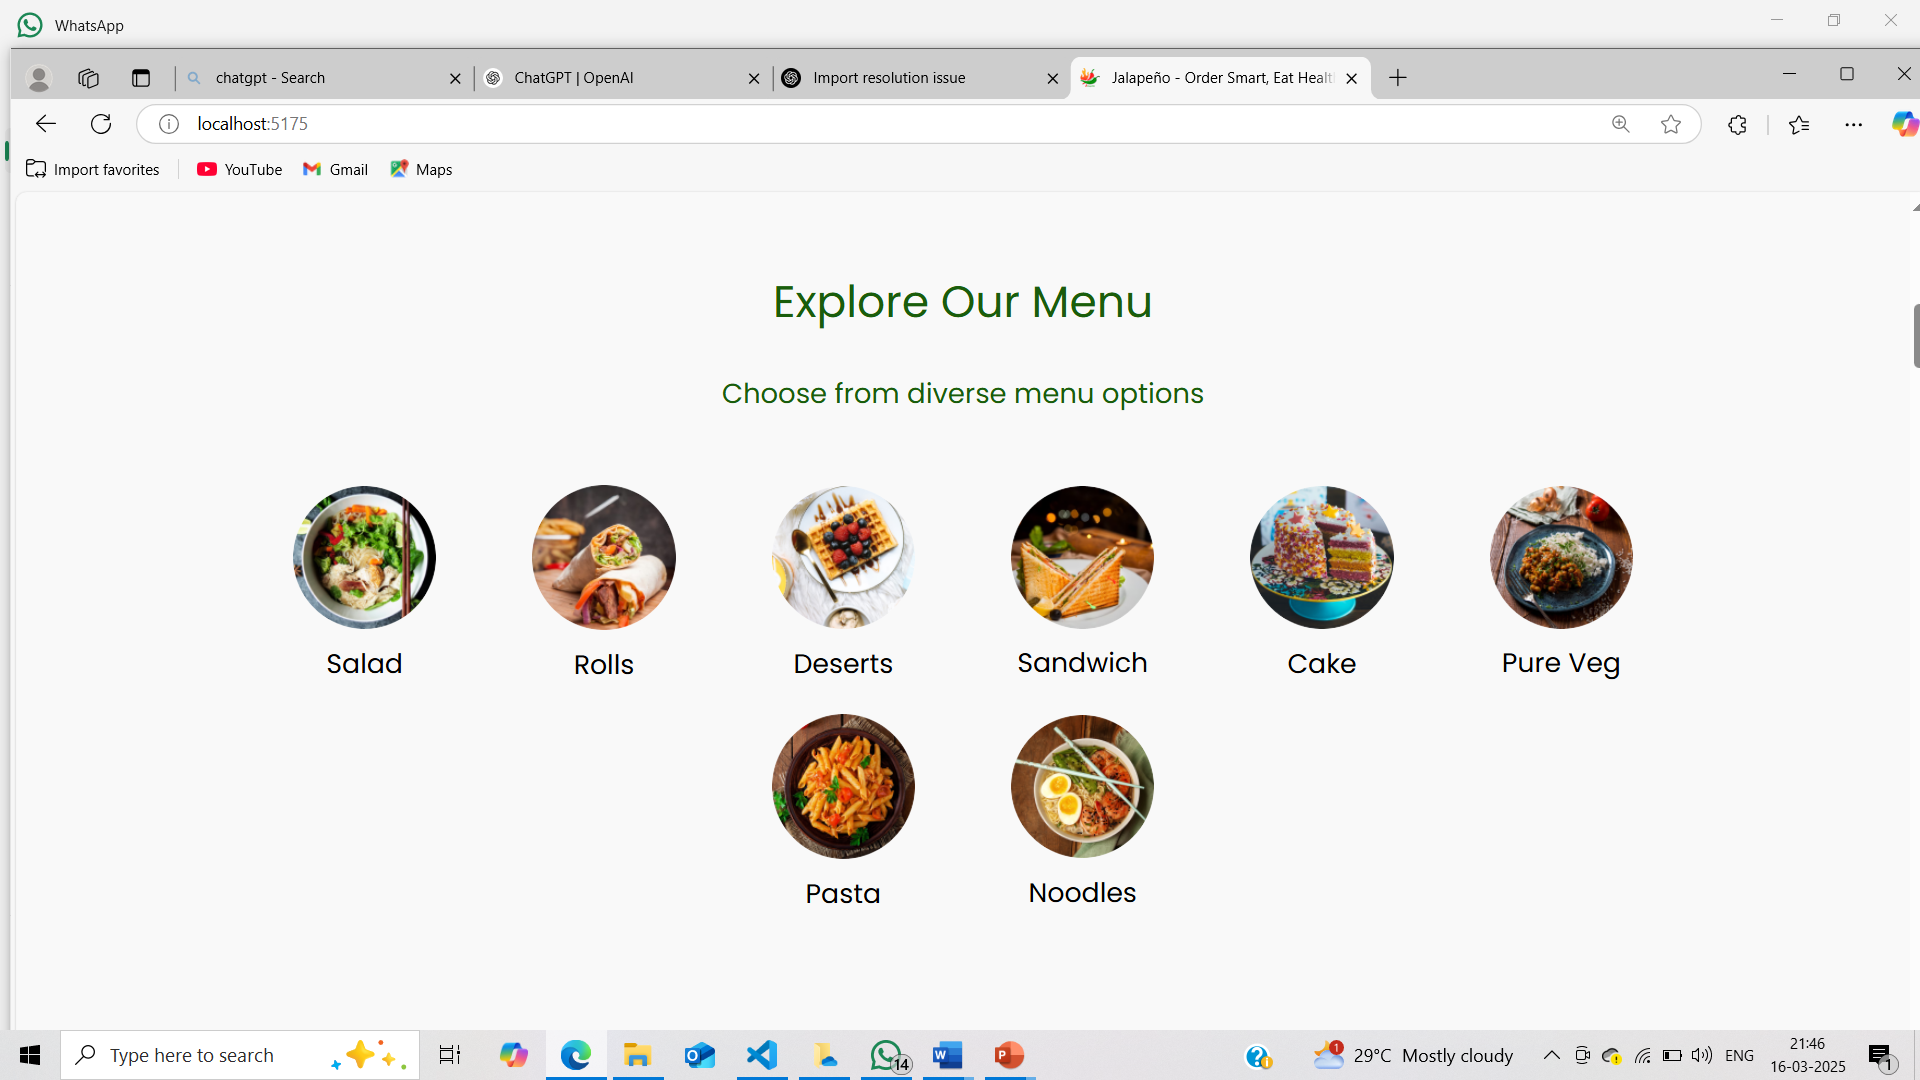 WhatsApp
chatgpt - Search
ChatGPT | OpenAI
Import resolution issue
Jalapeño - Order Smart, Eat Healt
localhost:5175
Import favorites
YouTube
Gmail
Maps
Explore Our Menu
Choose from diverse menu options
Salad
Rolls
Deserts
Sandwich
Cake
Pure Veg
Pasta
Noodles
Type here to search
14
1
29°C Mostly cloudy
ENG
21:46
16-03-2025
1